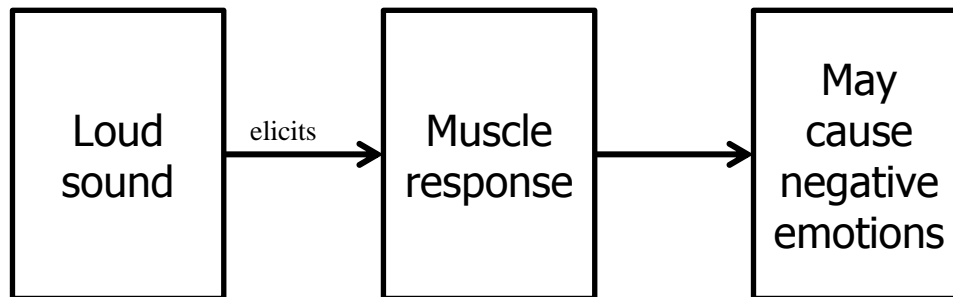 Loud
sound
elicits
Muscle
response
May
cause
negative
emotions